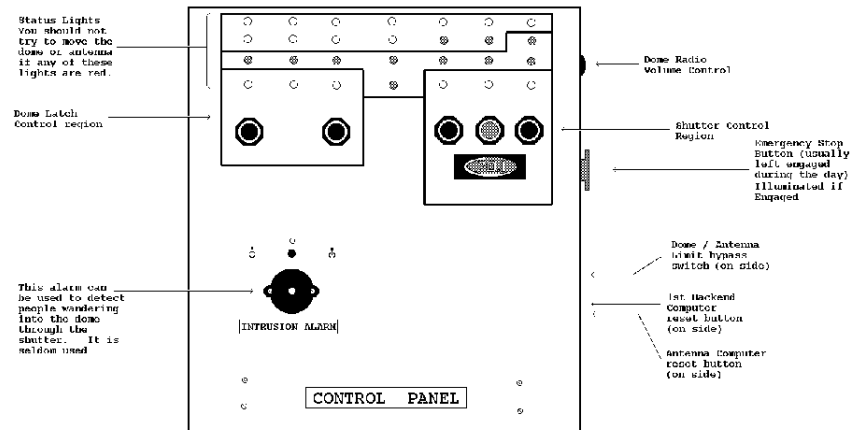 Status Lights
You should not
try to move the
dome or antenna
if any of these
lights are red.
Dome Radio
Volume Control
Dome Latch
Control region
Shutter Control
Region
Emergency Stop
Button (usually
left engaged
during the day)
Illuminated if
Engaged
Dome / Antenna
Limit bypass
switch (on side)
This alarm can
be used to detect
people wandering
into the dome
through the
shutter. It is
seldom used
1st Backend
Computer
reset button
(on side)
INTRUSION ALARM
Antenna Computer
reset button
(on side)
CONTROL PANEL